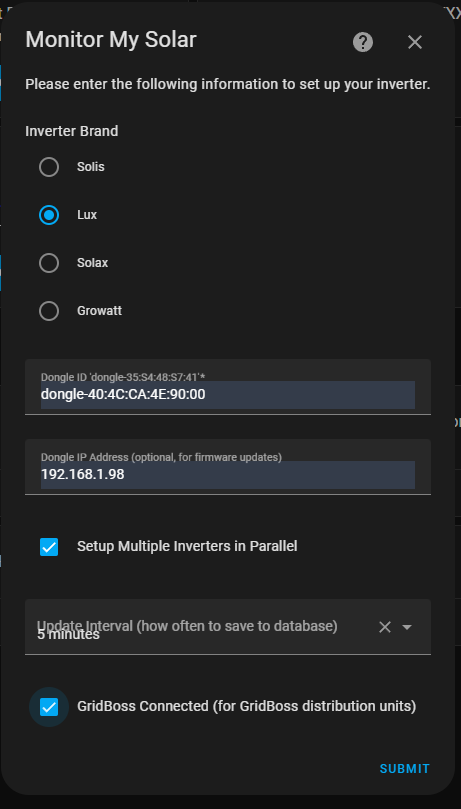 Monitor My Solar
Please enter the following information to set up your inverter.
Inverter Brand
Solis
Lux
Solax
Growatt
Dongle ID 'dongle-35:S4:48:S7:41'*
dongle-40:4C:CA:4E:90:00
Dongle IP Address (optional, for firmware updates)
192.168.1.98
Setup Multiple Inverters in Parallel
Update Interval (how often to save to database)
5 minutes
GridBoss Connected (for GridBoss distribution units)
SUBMIT